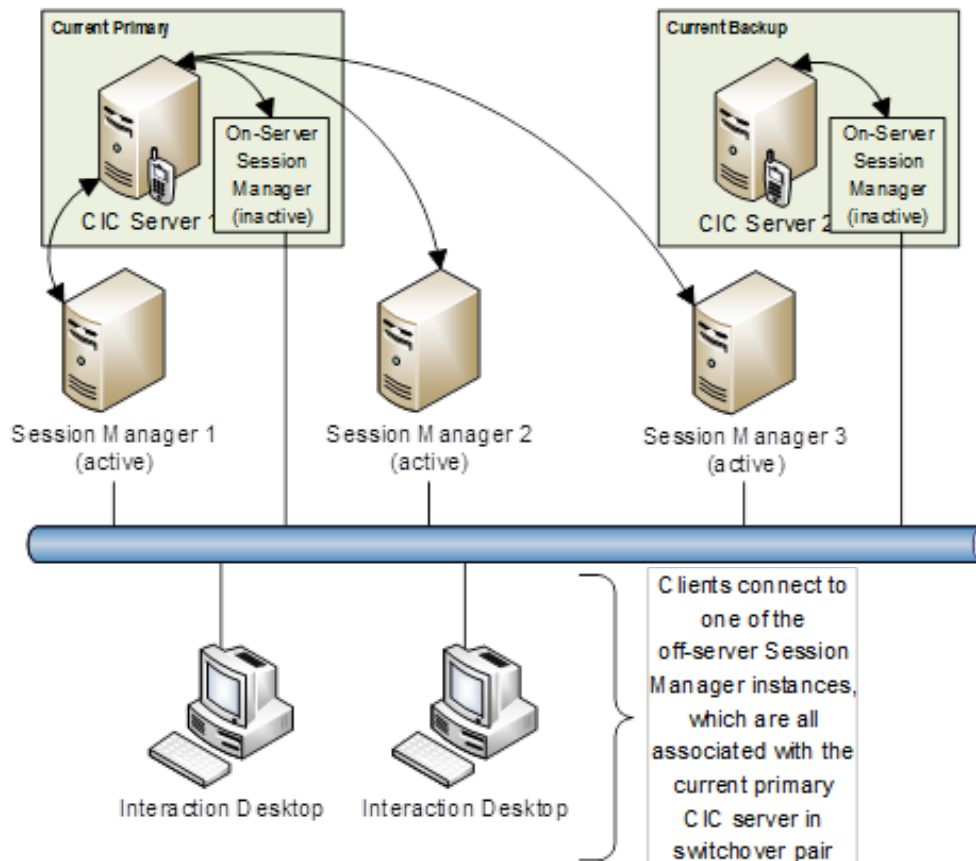 Current Primary
On-Server
Session
Manager
(inactive)
CIC Server 1
Current Backup
On-Server
Session
Manager
(inactive)
CIC Server 2
Session Manager 1
(active)
Session Manager 2
(active)
Session Manager 3
(active)
Interaction Desktop
Interaction Desktop
Clients connect to
one of the
off-server Session
Manager instances,
which are all
associated with the
current primary
CIC server in
switchover pair